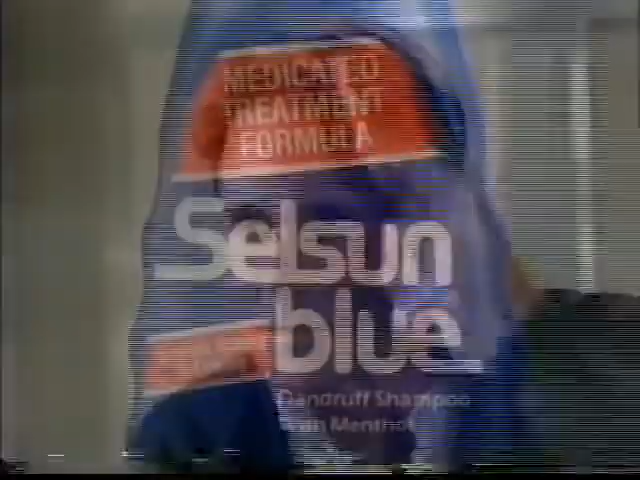 MEDICATED
TREATMENT
FORMULA
Selsun
blue
Dandruff Shampoo
with Menthol